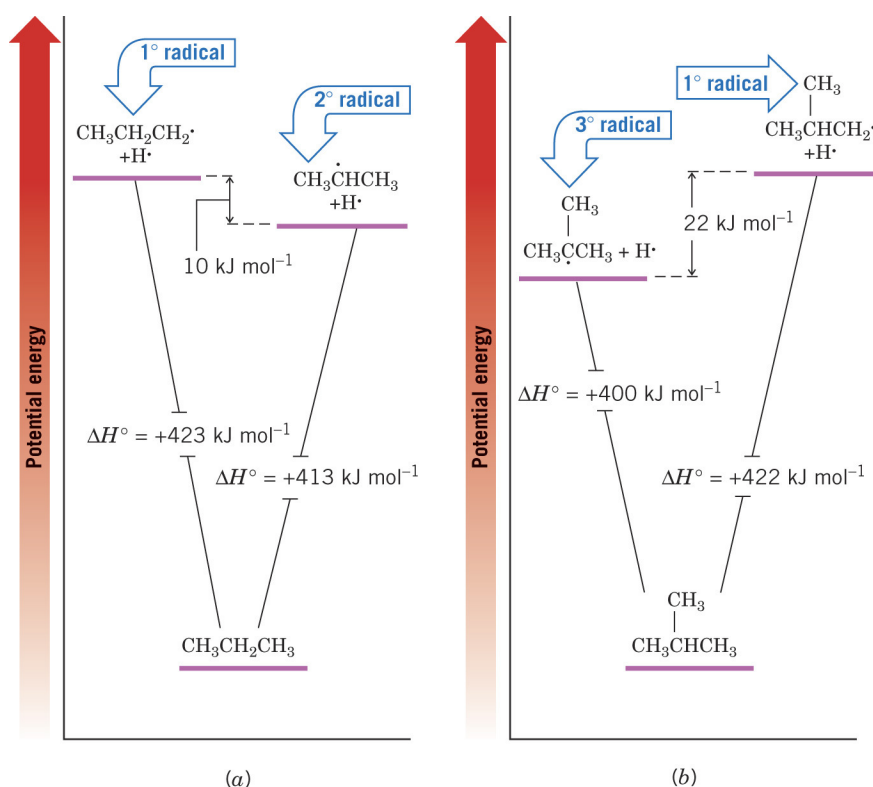 Potential energy
1° radical
CH₃CH₂CH₂·
+H·
2° radical
CH₃ĊHCH₃
+H·
10 kJ mol⁻¹
ΔH° = +423 kJ mol⁻¹
ΔH° = +413 kJ mol⁻¹
CH₃CH₂CH₃
(a)
Potential energy
3° radical
CH₃
CH₃C̣CH₃ + H·
1° radical
CH₃
CH₃CHCH₂·
+H·
22 kJ mol⁻¹
ΔH° = +400 kJ mol⁻¹
ΔH° = +422 kJ mol⁻¹
CH₃
CH₃CHCH₃
(b)